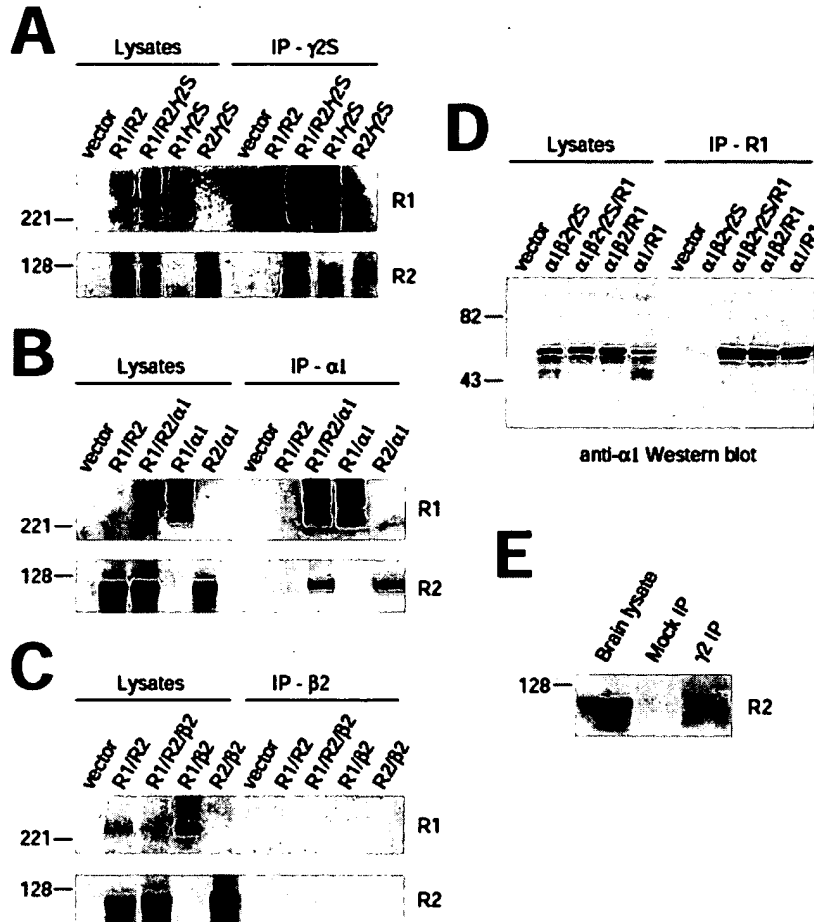 A
Lysates
IP - γ2S
vector
R1/R2
R1/R2/γ2S
R1/γ2S
R2/γ2S
vector
R1/R2
R1/R2/γ2S
R1/γ2S
R2/γ2S
R1
221
128
R2
B
Lysates
IP - α1
vector
R1/R2
R1/R2/α1
R1/α1
R2/α1
vector
R1/R2
R1/R2/α1
R1/α1
R2/α1
R1
221
128
R2
C
Lysates
IP - β2
vector
R1/R2
R1/R2/β2
R1/β2
R2/β2
vector
R1/R2
R1/R2/β2
R1/β2
R2/β2
R1
221
128
R2
D
Lysates
IP - R1
vector
α1β2γ2S
α1β2γ2S/R1
α1β2/R1
α1/R1
vector
α1β2γ2S
α1β2γ2S/R1
α1β2/R1
α1/R1
82
43
anti-α1 Western blot
E
Brain lysate
Mock IP
γ2 IP
128
R2